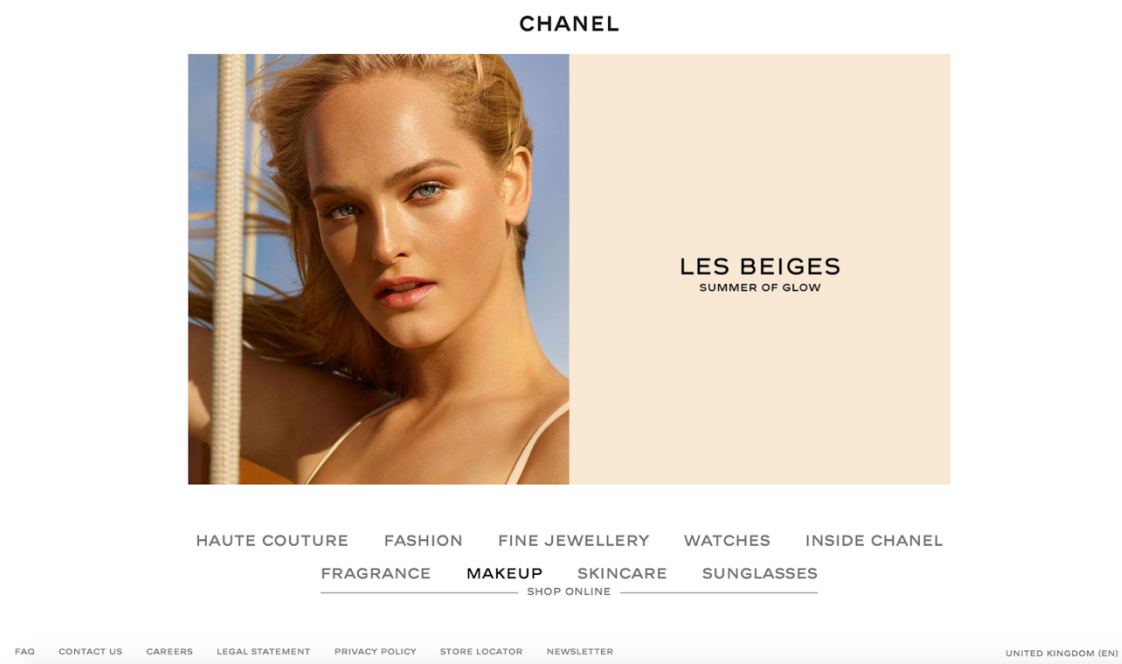 CHANEL
LES BEIGES
SUMMER OF GLOW
HAUTE COUTURE FASHION FINE JEWELLERY WATCHES INSIDE CHANEL
FRAGRANCE MAKEUP SKINCARE SUNGLASSES
SHOP ONLINE
FAQ CONTACT US CAREERS LEGAL STATEMENT PRIVACY POLICY STORE LOCATOR NEWSLETTER UNITED KINGDOM (EN)